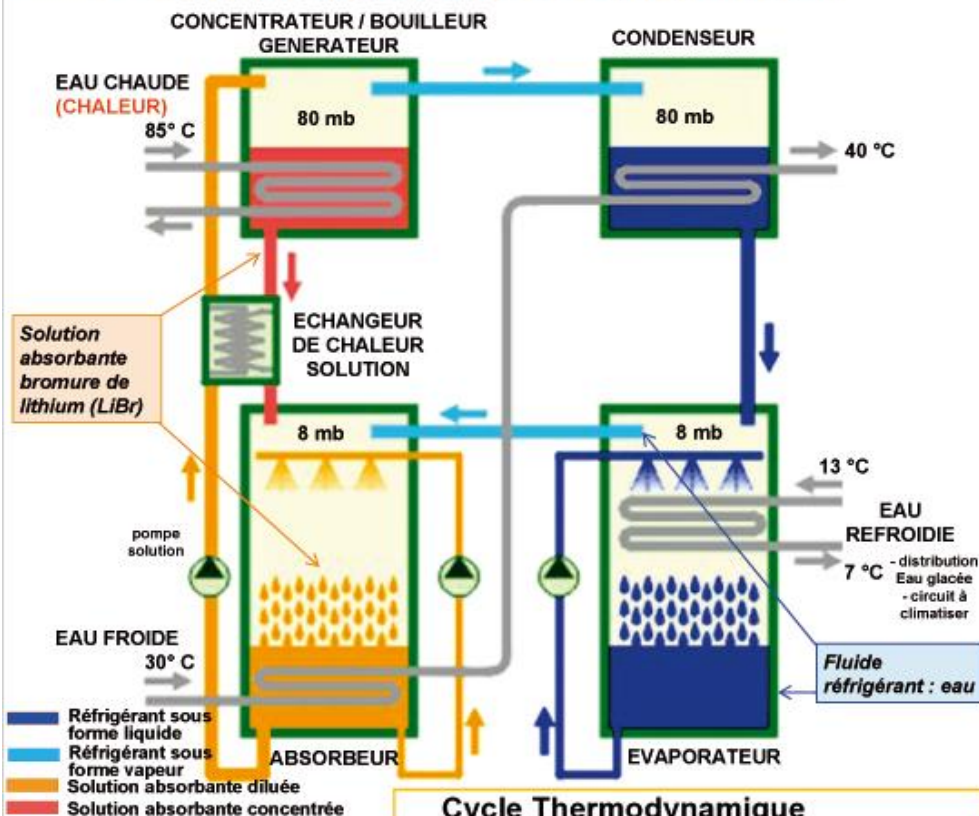 CONCENTRATEUR / BOUILLEUR
GENERATEUR
CONDENSEUR
EAU CHAUDE
(CHALEUR)
85° C
80 mb
80 mb
40 °C
Solution
absorbante
bromure de
lithium (LiBr)
ECHANGEUR
DE CHALEUR
SOLUTION
8 mb
8 mb
13 °C
EAU
REFROIDIE
7 °C
- distribution
Eau glacée
- circuit à
climatiser
pompe
solution
EAU FROIDE
30° C
Fluide
réfrigérant : eau
ABSORBEUR
EVAPORATEUR
Réfrigérant sous
forme liquide
Réfrigérant sous
forme vapeur
Solution absorbante diluée
Solution absorbante concentrée
Cycle Thermodynamique